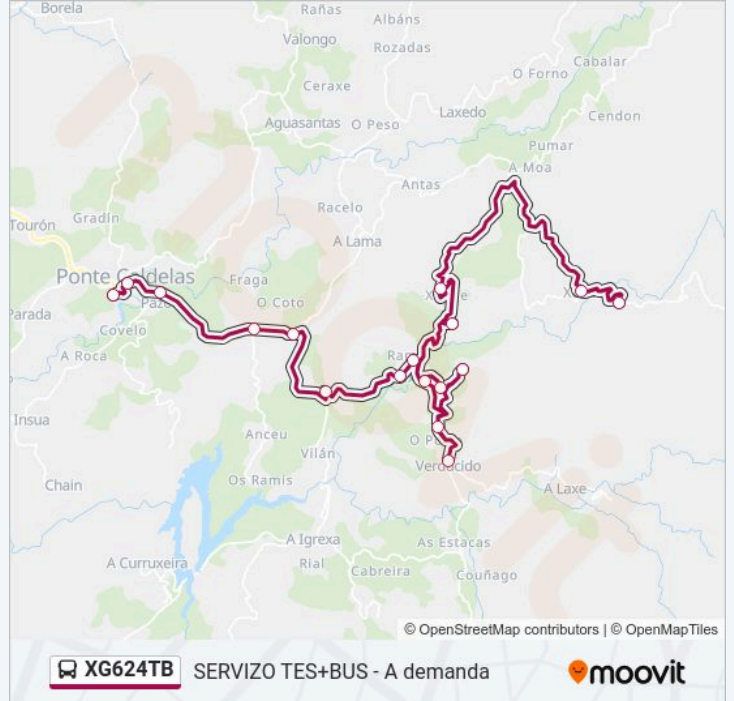 Borela
Rañas
Albáns
Valongo
Rozadas
Cabalar
O Forno
Ceraxe
Laxedo
Cendon
Aguasantas
O Peso
Pumar
A Moa
Antas
Racelo
Gradín
Tourón
A Lama
Ponte Caldelas
Fraga
O Coto
Parada
Covelo
A Roca
Insua
Anceu
Vilán
Verducido
Os Ramis
Chain
A Laxe
A Igrexa
As Estacas
A Curruxeira
Rial
Cabreira
Couñago
© OpenStreetMap contributors | © OpenMapTiles
XG624TB
SERVIZO TES+BUS - A demanda
moovit